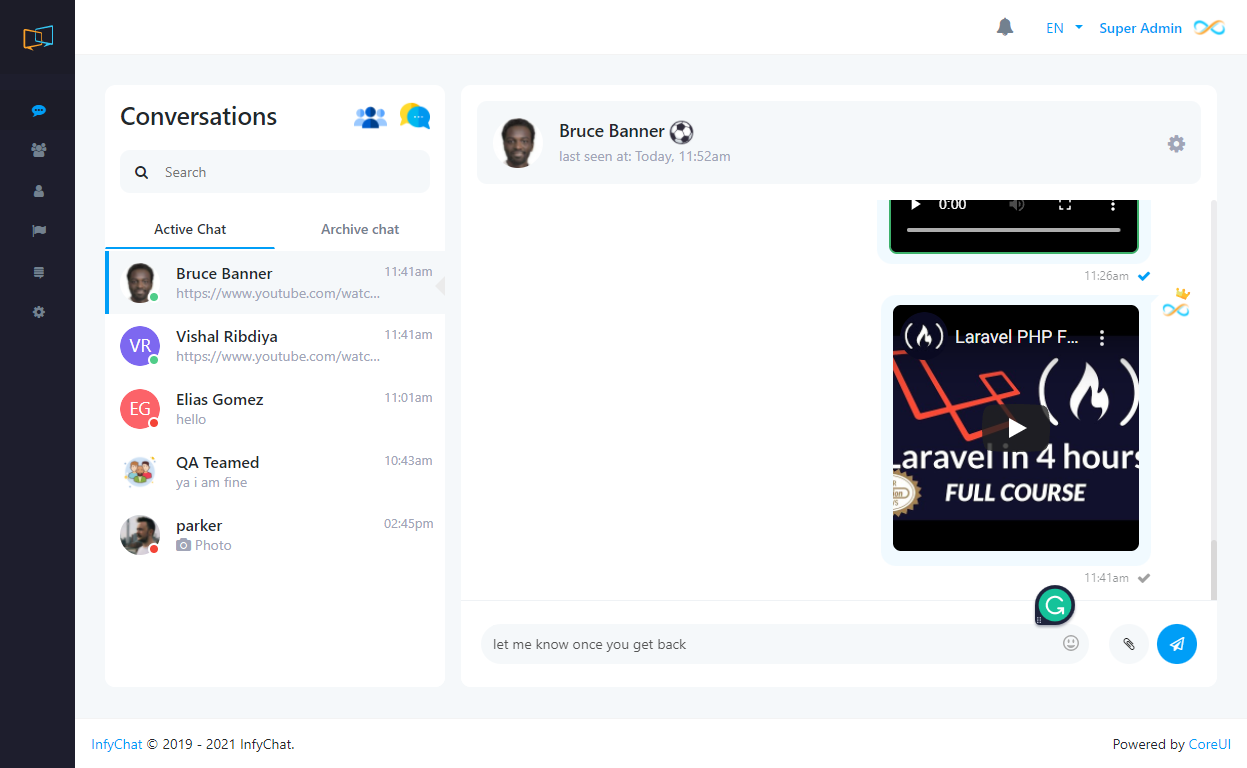 EN
Super Admin
Conversations
Search
Active Chat
Archive chat
Bruce Banner
11:41am
https://www.youtube.com/watc...
VR
Vishal Ribdiya
11:41am
https://www.youtube.com/watc...
EG
Elias Gomez
11:01am
hello
QA Teamed
10:43am
ya i am fine
parker
02:45pm
Photo
Bruce Banner
last seen at: Today, 11:52am
0:00
11:26am
Laravel PHP F...
Laravel in 4 hours
FULL COURSE
11:41am
let me know once you get back
InfyChat © 2019 - 2021 InfyChat.
Powered by CoreUI